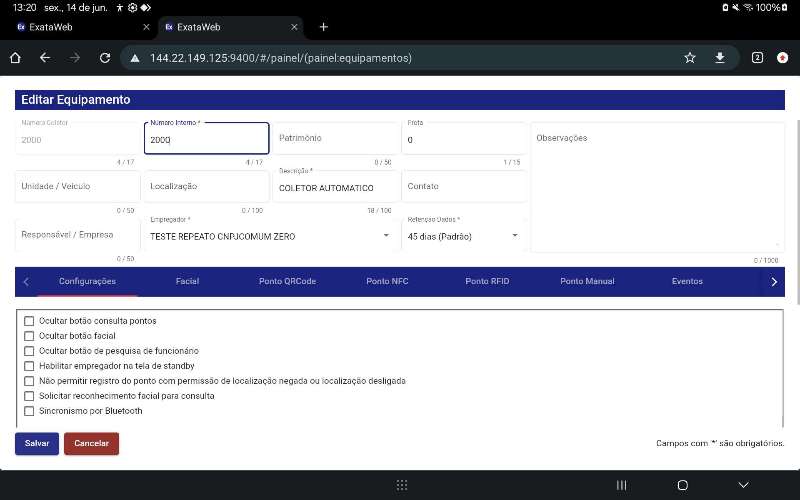 13:20 sex., 14 de jun. 100%
Ex ExataWeb Ex ExataWeb
144.22.149.125:9400/#/painel/(painel:equipamentos) 2
Editar Equipamento
Número Coletor Número Interno * Patrimônio Frota Observações
2000 2000 0
4 / 17 4 / 17 0 / 50 1 / 15
Unidade / Veículo Localização Descrição * Contato
COLETOR AUTOMATICO
0 / 50 0 / 100 18 / 100
Responsável / Empresa Empregador * Retenção Dados *
TESTE REPEATO CNPJCOMUM ZERO 45 dias (Padrão)
0 / 50 0 / 1000
Configurações Facial Ponto QRCode Ponto NFC Ponto RFID Ponto Manual Eventos
Ocultar botão consulta pontos
Ocultar botão facial
Ocultar botão de pesquisa de funcionário
Habilitar empregador na tela de standby
Não permitir registro do ponto com permissão de localização negada ou localização desligada
Solicitar reconhecimento facial para consulta
Sincronismo por Bluetooth
Salvar Cancelar Campos com '*' são obrigatórios.